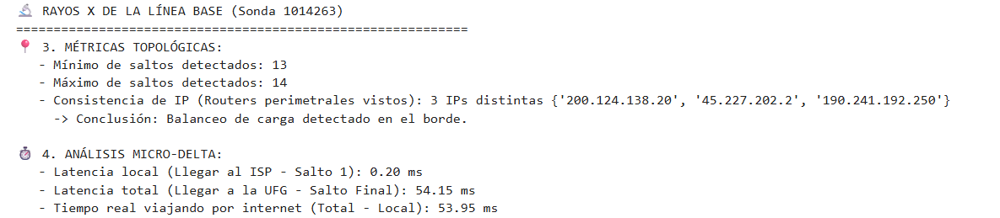 🔬 RAYOS X DE LA LÍNEA BASE (Sonda 1014263)
=========================================================
📍 3. MÉTRICAS TOPOLÓGICAS:
- Mínimo de saltos detectados: 13
- Máximo de saltos detectados: 14
- Consistencia de IP (Routers perimetrales vistos): 3 IPs distintas {'200.124.138.20', '45.227.202.2', '190.241.192.250'}
-> Conclusión: Balanceo de carga detectado en el borde.
⏱️ 4. ANÁLISIS MICRO-DELTA:
- Latencia local (Llegar al ISP - Salto 1): 0.20 ms
- Latencia total (Llegar a la UFG - Salto Final): 54.15 ms
- Tiempo real viajando por internet (Total - Local): 53.95 ms